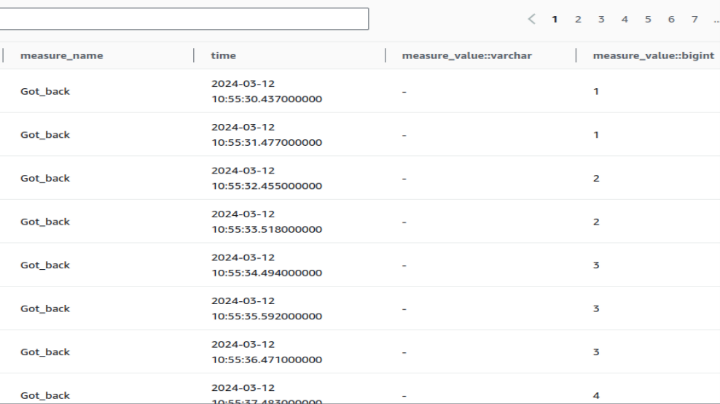 1 2 3 4 5 6 7 ...
measure_name time measure_value::varchar measure_value::bigint
Got_back 2024-03-12 10:55:30.437000000 - 1
Got_back 2024-03-12 10:55:31.477000000 - 1
Got_back 2024-03-12 10:55:32.455000000 - 2
Got_back 2024-03-12 10:55:33.518000000 - 2
Got_back 2024-03-12 10:55:34.494000000 - 3
Got_back 2024-03-12 10:55:35.592000000 - 3
Got_back 2024-03-12 10:55:36.471000000 - 3
Got_back 2024-03-12 10:55:37.483000000 - 4